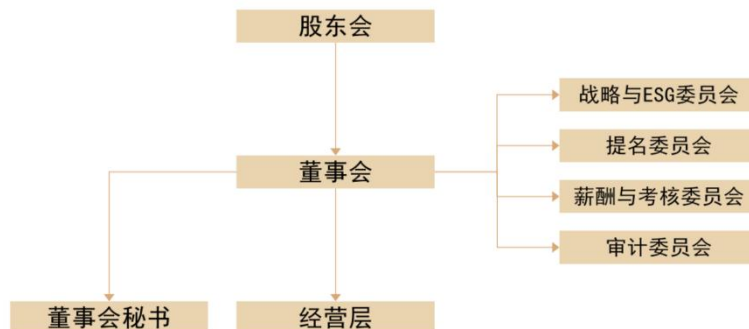 股东会
战略与ESG委员会
提名委员会
董事会
薪酬与考核委员会
审计委员会
董事会秘书
经营层